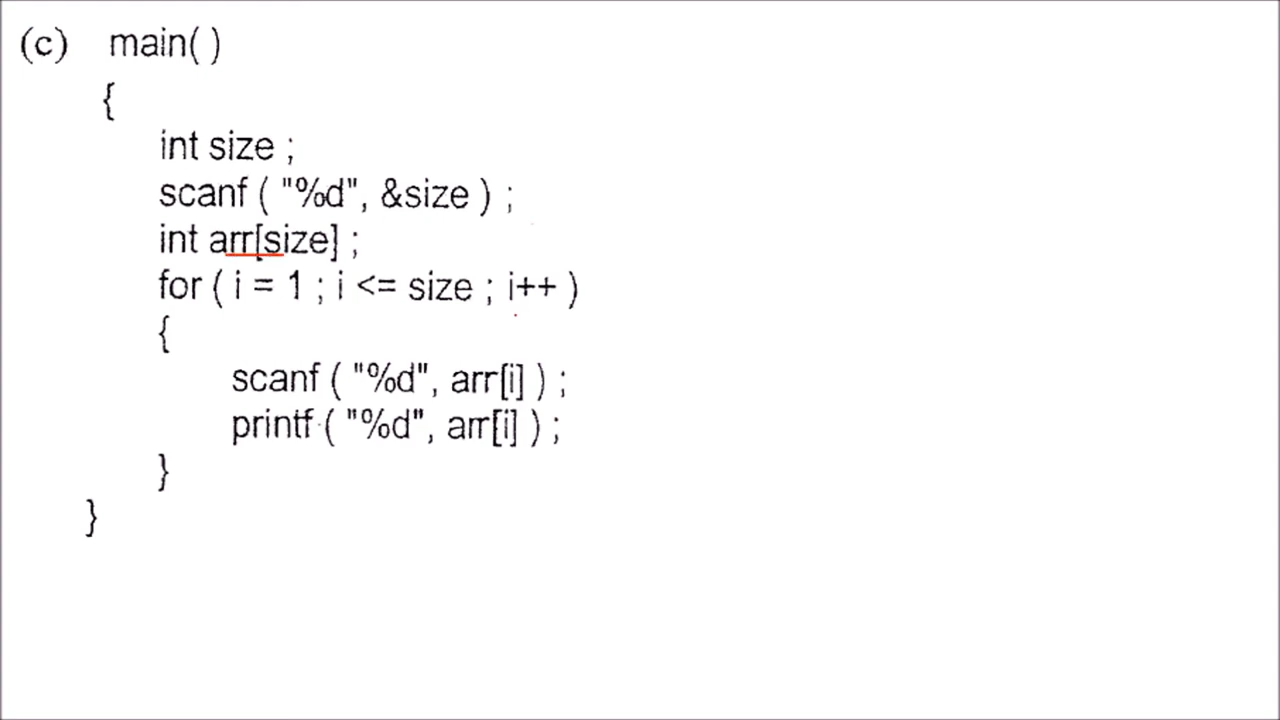 (c) main( )
{
int size ;
scanf ( "%d", &size ) ;
int arr[size] ;
for ( i = 1 ; i <= size ; i++ )
{
scanf ( "%d", arr[i] ) ;
printf ( "%d", arr[i] ) ;
}
}